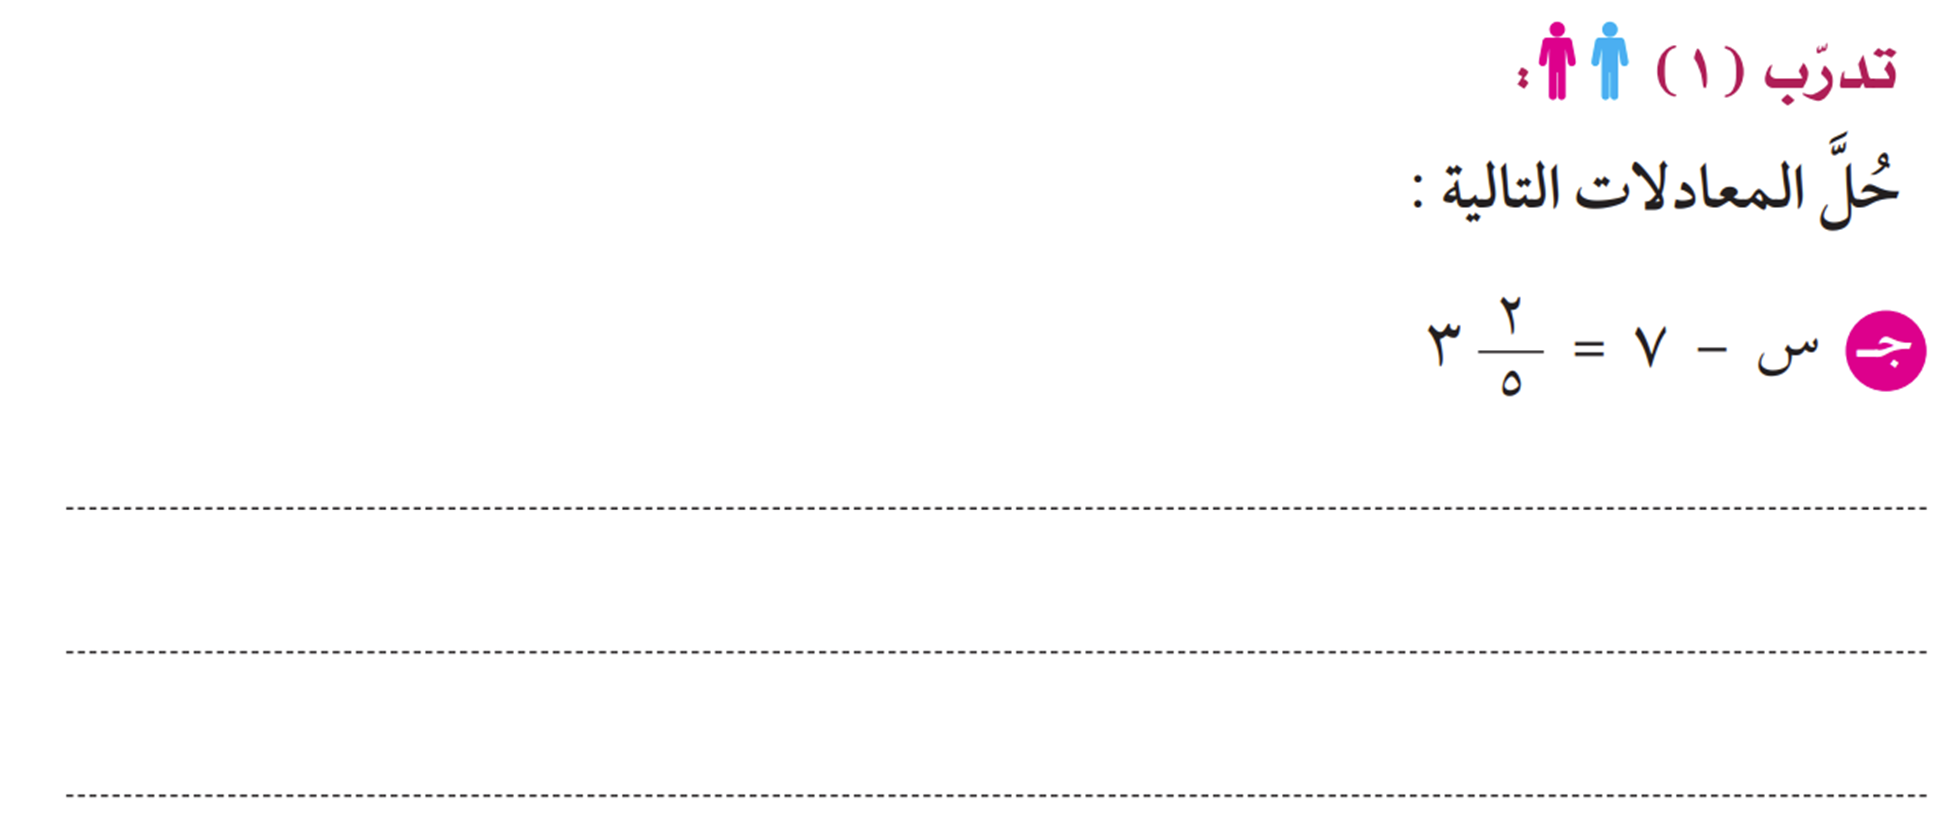 تدرّب (١) :
حُلَّ المعادلات التالية :
جـ س – ٧ = ٢/٥ ٣